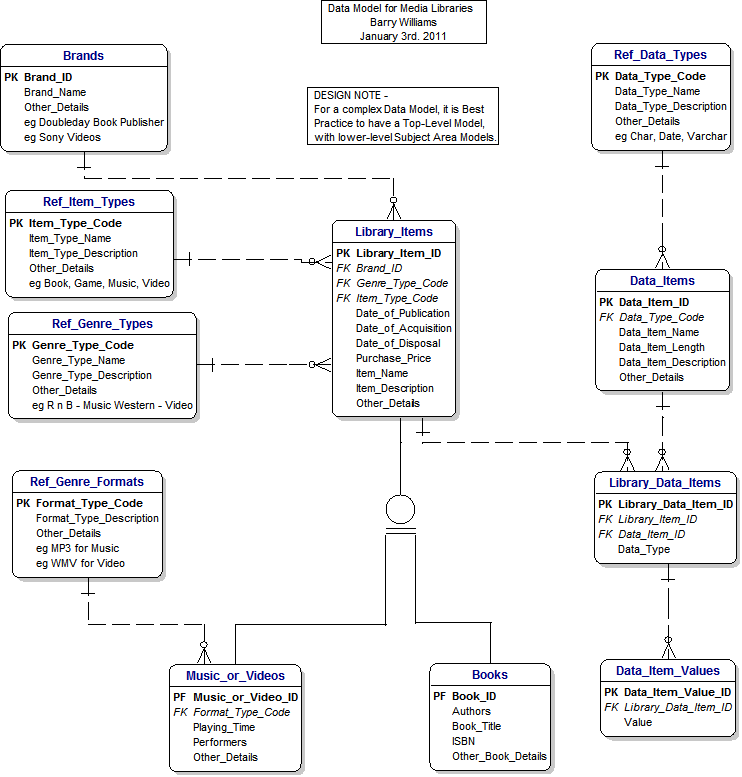 Data Model for Media Libraries
Barry Williams
January 3rd. 2011
DESIGN NOTE -
For a complex Data Model, it is Best
Practice to have a Top-Level Model,
with lower-level Subject Area Models.
Brands
PK Brand_ID
Brand_Name
Other_Details
eg Doubleday Book Publisher
eg Sony Videos
Ref_Data_Types
PK Data_Type_Code
Data_Type_Name
Data_Type_Description
Other_Details
eg Char, Date, Varchar
Ref_Item_Types
PK Item_Type_Code
Item_Type_Name
Item_Type_Description
Other_Details
eg Book, Game, Music, Video
Library_Items
PK Library_Item_ID
FK Brand_ID
FK Genre_Type_Code
FK Item_Type_Code
Date_of_Publication
Date_of_Acquisition
Date_of_Disposal
Purchase_Price
Item_Name
Item_Description
Other_Details
Data_Items
PK Data_Item_ID
FK Data_Type_Code
Data_Item_Name
Data_Item_Length
Data_Item_Description
Other_Details
Ref_Genre_Types
PK Genre_Type_Code
Genre_Type_Name
Genre_Type_Description
Other_Details
eg R n B - Music Western - Video
Ref_Genre_Formats
PK Format_Type_Code
Format_Type_Description
Other_Details
eg MP3 for Music
eg WMV for Video
Library_Data_Items
PK Library_Data_Item_ID
FK Library_Item_ID
FK Data_Item_ID
Data_Type
Music_or_Videos
PF Music_or_Video_ID
FK Format_Type_Code
Playing_Time
Performers
Other_Details
Books
PF Book_ID
Authors
Book_Title
ISBN
Other_Book_Details
Data_Item_Values
PK Data_Item_Value_ID
FK Library_Data_Item_ID
Value